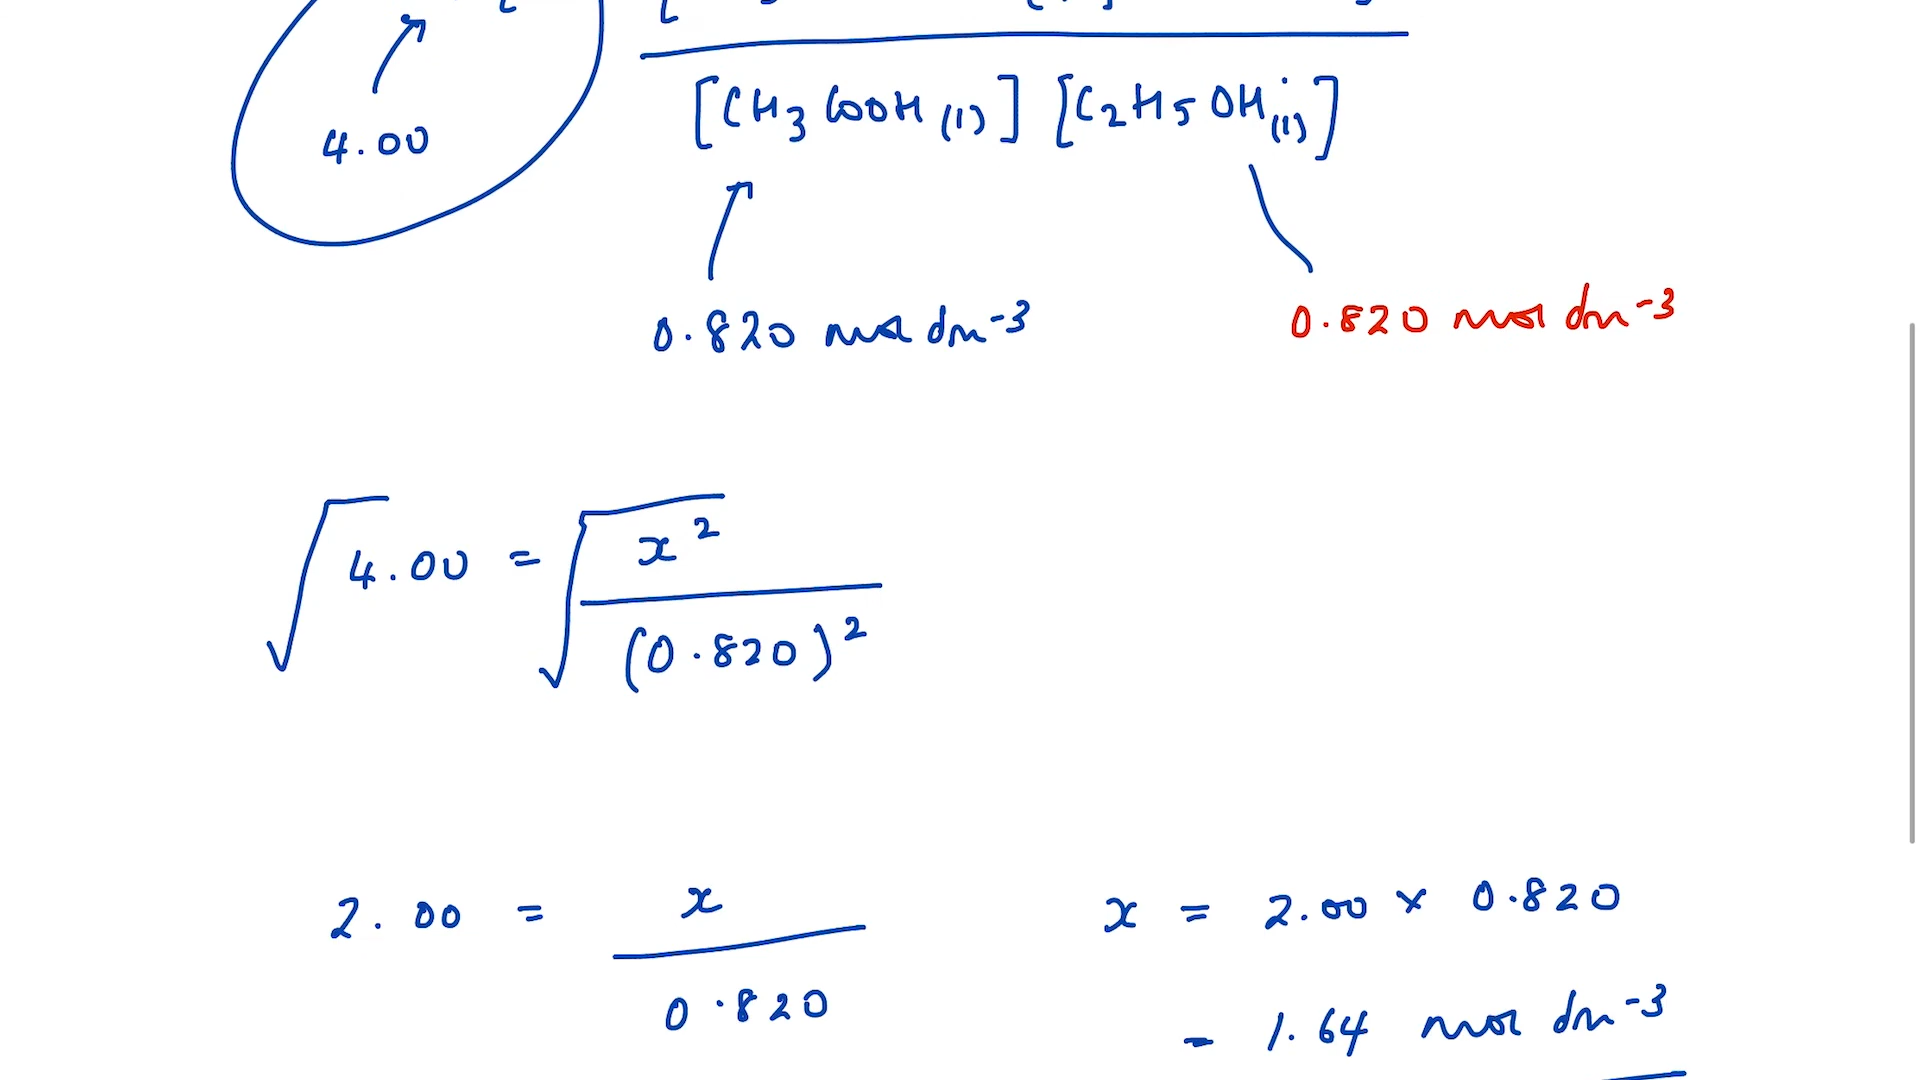 4.00
[CH3COOH(l)] [C2H5OH(l)]
0.820 mol dm-3 0.820 mol dm-3
√4.00 = √x²/(0.820)²
2.00 = x/0.820
x = 2.00 × 0.820
= 1.64 mol dm-3